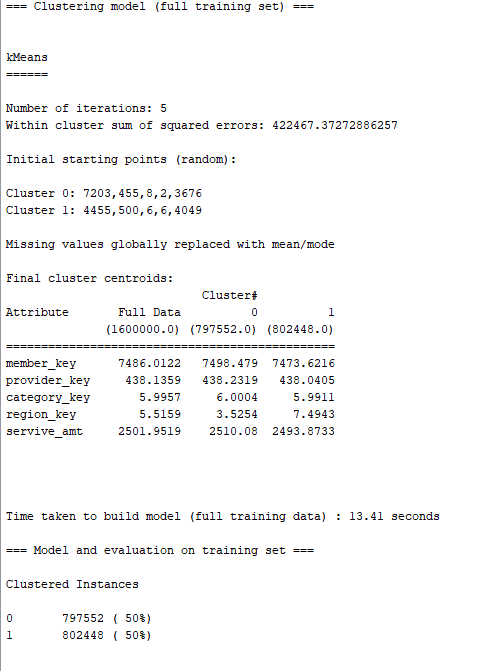 === Clustering model (full training set) ===
kMeans
======
Number of iterations: 5
Within cluster sum of squared errors: 422467.37272886257
Initial starting points (random):
Cluster 0: 7203,455,8,2,3676
Cluster 1: 4455,500,6,6,4049
Missing values globally replaced with mean/mode
Final cluster centroids:
Cluster#
Attribute Full Data 0 1
(1600000.0) (797552.0) (802448.0)
===============================================
member_key 7486.0122 7498.479 7473.6216
provider_key 438.1359 438.2319 438.0405
category_key 5.9957 6.0004 5.9911
region_key 5.5159 3.5254 7.4943
servive_amt 2501.9519 2510.08 2493.8733
Time taken to build model (full training data) : 13.41 seconds
=== Model and evaluation on training set ===
Clustered Instances
0 797552 ( 50%)
1 802448 ( 50%)